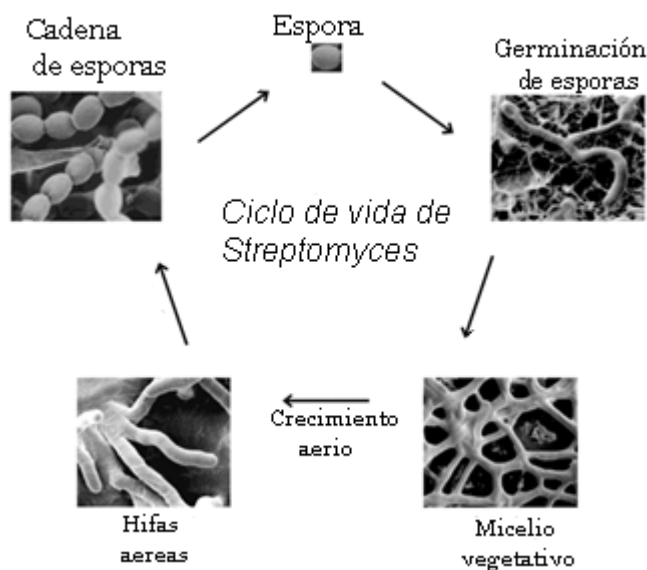 Espora
Germinación
de esporas
Micelio
vegetativo
Crecimiento
aerio
Hifas
aereas
Cadena
de esporas
Ciclo de vida de
Streptomyces